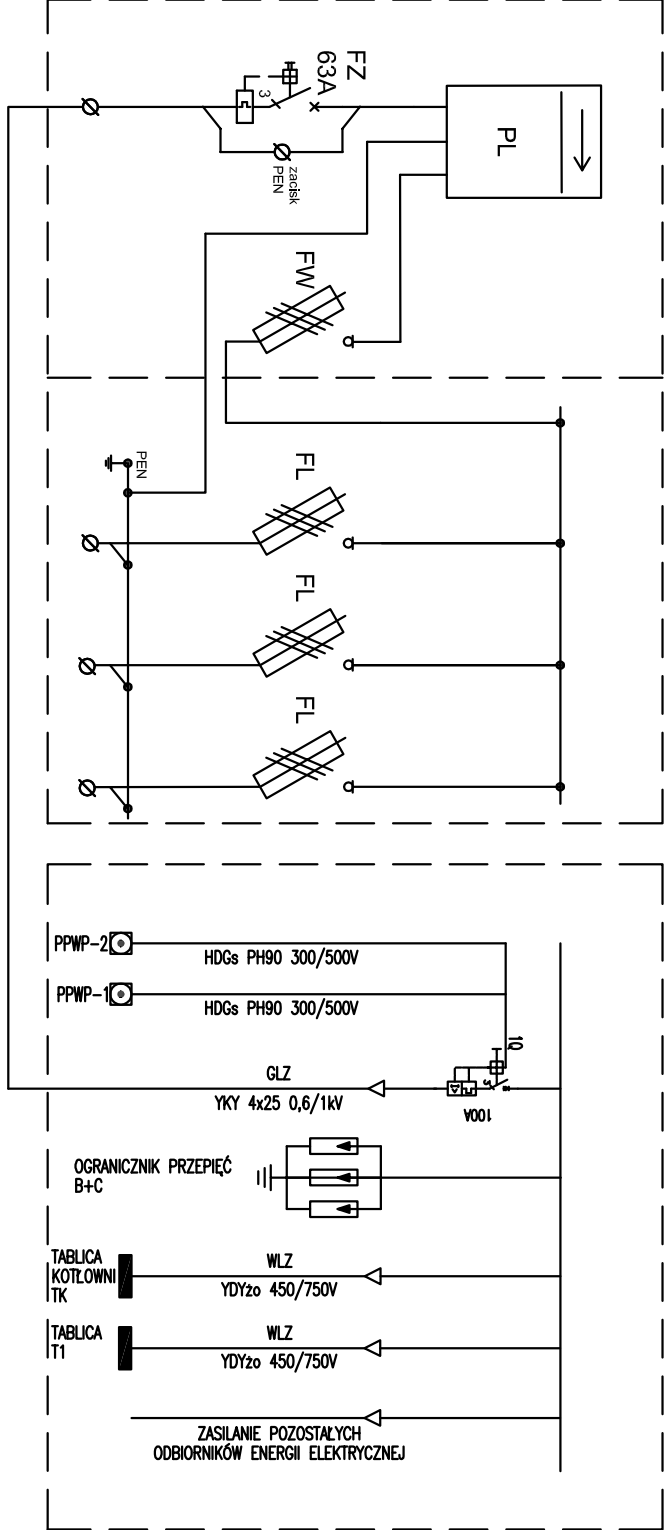 FZ
63A
3
PL
zacisk
PEN
FW
PEN
FL
FL
FL
PPWP-2
HDGs PH90 300/500V
PPWP-1
HDGs PH90 300/500V
1Q
3
100A
GLZ
YKY 4x25 0,6/1kV
OGRANICZNIK PRZEPIĘĆ
B+C
TABLICA
KOTŁOWNI
TK
WLZ
YDYżo 450/750V
TABLICA
T1
WLZ
YDYżo 450/750V
ZASILANIE POZOSTAŁYCH
ODBIORNIKÓW ENERGII ELEKTRYCZNEJ